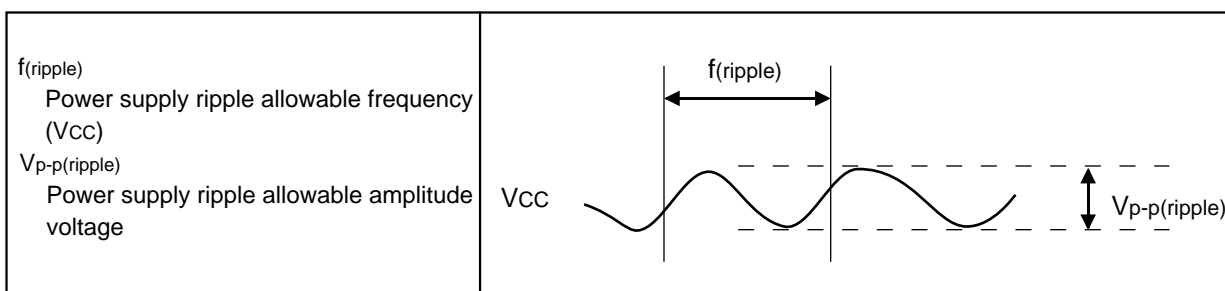 f(ripple)
Power supply ripple allowable frequency
(VCC)
Vp-p(ripple)
Power supply ripple allowable amplitude
voltage
f(ripple)
VCC
Vp-p(ripple)